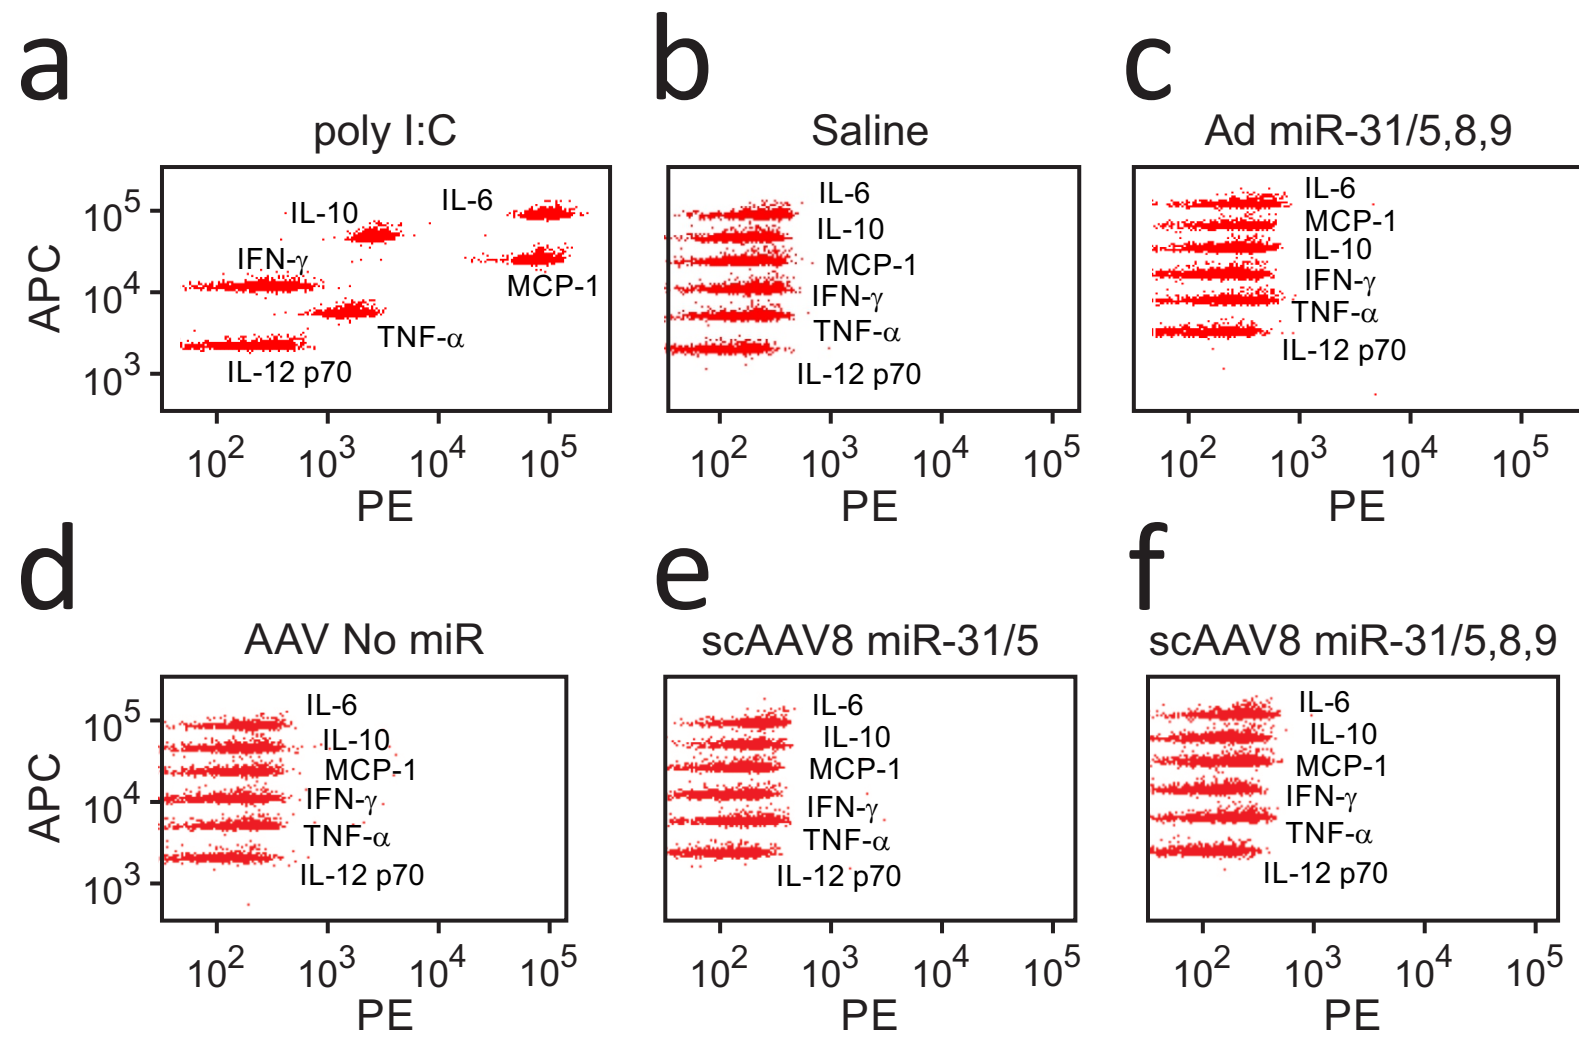 a
poly I:C
APC
10^5
10^4
10^3
IL-10
IL-6
IFN-γ
MCP-1
TNF-α
IL-12 p70
10^2 10^3 10^4 10^5
PE
b
Saline
IL-6
IL-10
MCP-1
IFN-γ
TNF-α
IL-12 p70
10^2 10^3 10^4 10^5
PE
c
Ad miR-31/5,8,9
IL-6
MCP-1
IL-10
IFN-γ
TNF-α
IL-12 p70
10^2 10^3 10^4 10^5
PE
d
AAV No miR
APC
10^5
10^4
10^3
IL-6
IL-10
MCP-1
IFN-γ
TNF-α
IL-12 p70
10^2 10^3 10^4 10^5
PE
e
scAAV8 miR-31/5
IL-6
IL-10
MCP-1
IFN-γ
TNF-α
IL-12 p70
10^2 10^3 10^4 10^5
PE
f
scAAV8 miR-31/5,8,9
IL-6
IL-10
MCP-1
IFN-γ
TNF-α
IL-12 p70
10^2 10^3 10^4 10^5
PE